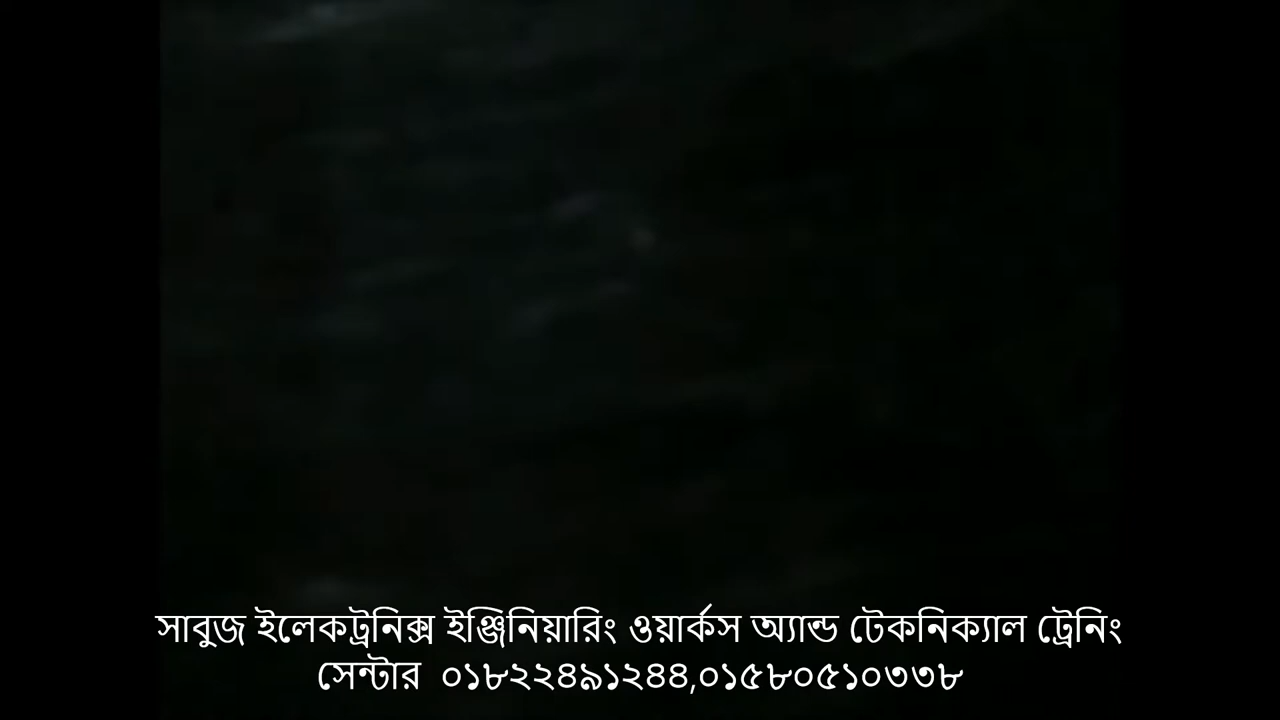 সাবুজ ইলেকট্রনিক্স ইঞ্জিনিয়ারিং ওয়ার্কস অ্যান্ড টেকনিক্যাল ট্রেনিং
সেন্টার ০১৮২২৪৯১২৪৪,০১৫৮০৫১০৩৩৮